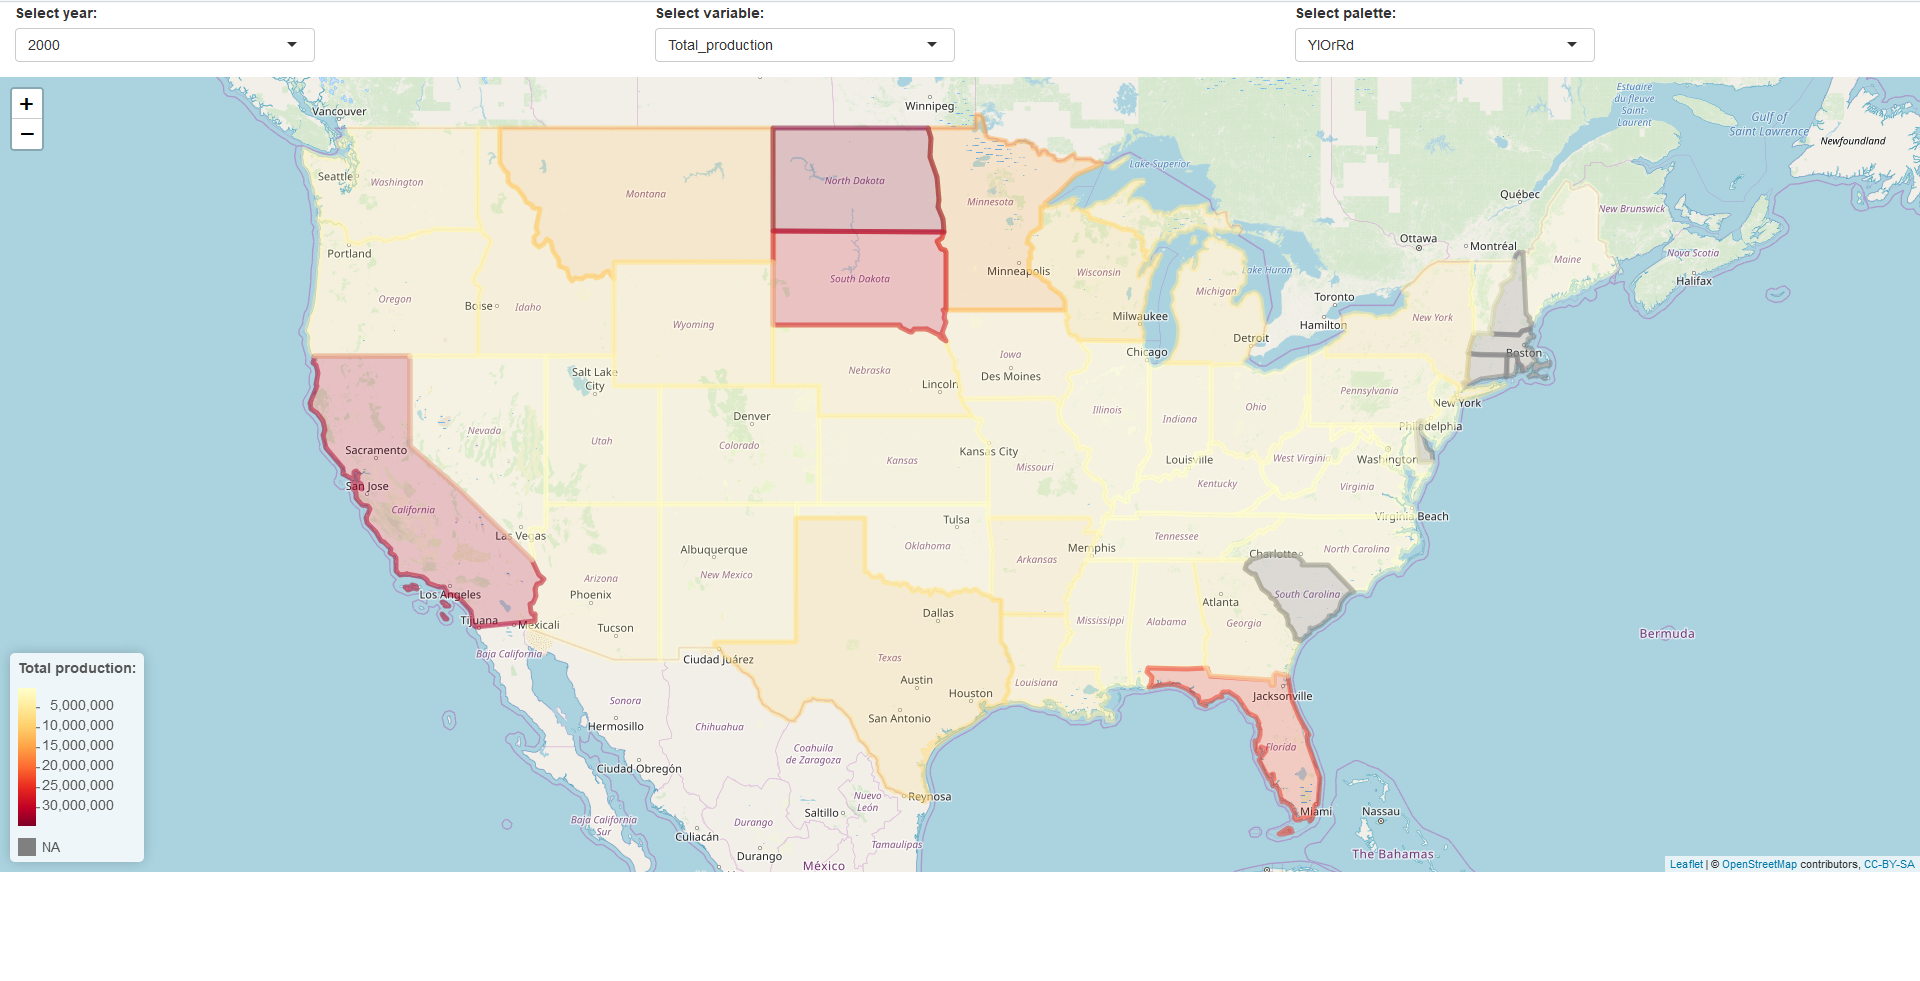 Select year:
Select variable:
Select palette:
2000
Total_production
YlOrRd
+
−
Vancouver
Winnipeg
Estuaire
du fleuve
Saint-
Laurent
Gulf of
Saint Lawrence
Newfoundland
Seattle
Washington
Montana
North Dakota
Minnesota
Lake Superior
Québec
New Brunswick
Portland
Ottawa
Montréal
Nova Scotia
Maine
Halifax
Oregon
Boise
Idaho
South Dakota
Minneapolis
Wisconsin
Michigan
Lake Huron
Toronto
Hamilton
New York
Wyoming
Milwaukee
Detroit
Chicago
Boston
Salt Lake
City
Iowa
Des Moines
Nebraska
Lincoln
Pennsylvania
New York
Denver
Illinois
Indiana
Ohio
Philadelphia
Nevada
Utah
Colorado
Sacramento
Kansas
Kansas City
Missouri
Louisville
West Virginia
Washington
San Jose
California
Kentucky
Virginia
Virginia Beach
Las Vegas
Tulsa
Oklahoma
Albuquerque
New Mexico
Arizona
Phoenix
Arkansas
Memphis
Tennessee
Charlotte
North Carolina
South Carolina
Los Angeles
Tijuana
Mexicali
Tucson
Dallas
Mississippi
Alabama
Atlanta
Georgia
Bermuda
Baja California
Ciudad Juárez
Texas
Austin
Houston
Louisiana
San Antonio
Jacksonville
Florida
Sonora
Hermosillo
Chihuahua
Coahuila
de Zaragoza
Ciudad Obregón
Nuevo
León
Reynosa
Miami
Nassau
Baja California
Sur
Culiacán
Durango
Saltillo
Tamaulipas
Durango
México
The Bahamas
Total production:
5,000,000
10,000,000
15,000,000
20,000,000
25,000,000
30,000,000
NA
Leaflet | © OpenStreetMap contributors, CC-BY-SA